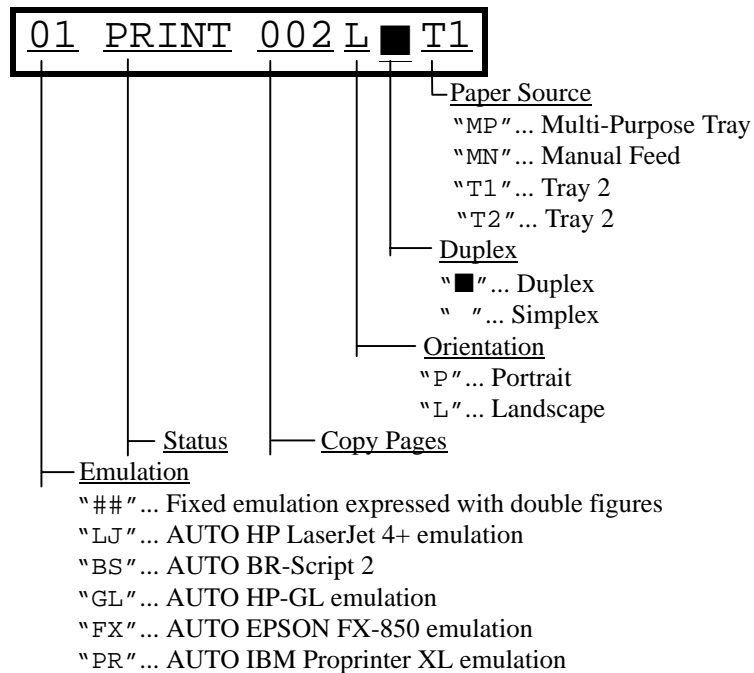 01 PRINT 002 L ■ T1
Paper Source
"MP"... Multi-Purpose Tray
"MN"... Manual Feed
"T1"... Tray 2
"T2"... Tray 2
Duplex
"■"... Duplex
" "... Simplex
Orientation
"P"... Portrait
"L"... Landscape
Status Copy Pages
Emulation
"##"... Fixed emulation expressed with double figures
"LJ"... AUTO HP LaserJet 4+ emulation
"BS"... AUTO BR-Script 2
"GL"... AUTO HP-GL emulation
"FX"... AUTO EPSON FX-850 emulation
"PR"... AUTO IBM Proprinter XL emulation